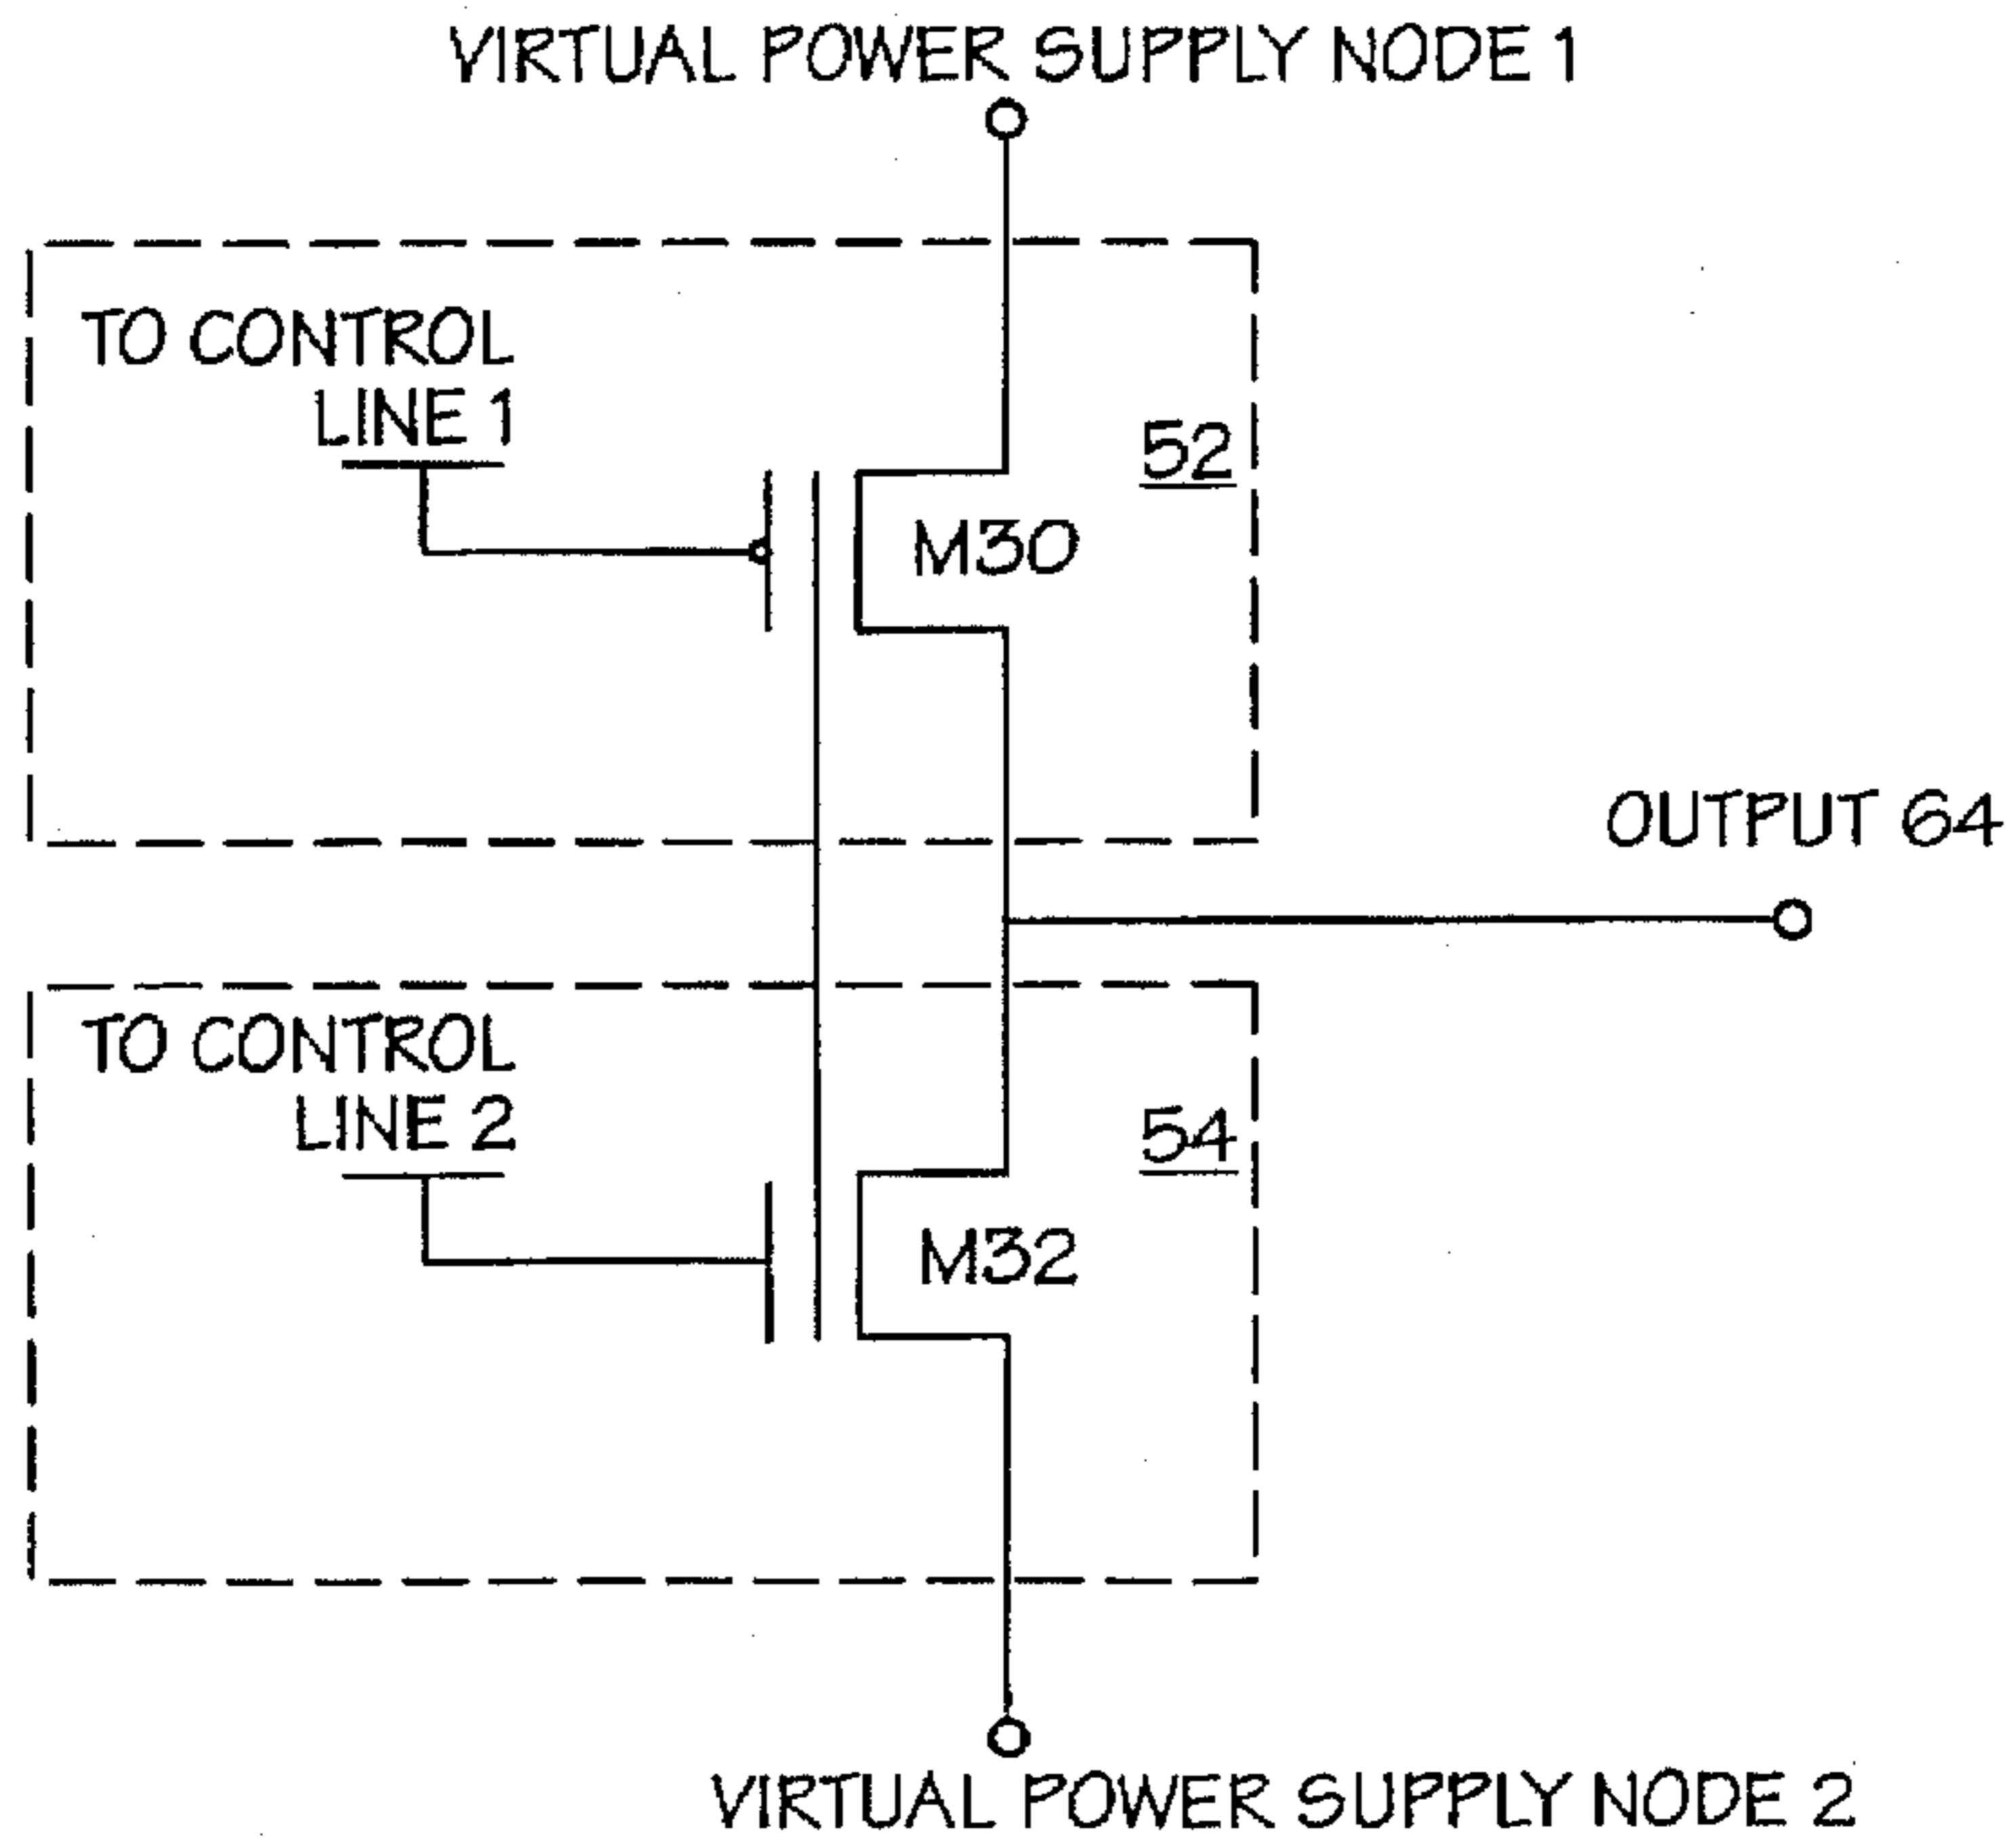 VIRTUAL POWER SUPPLY NODE 1
TO CONTROL
LINE 1
52
M30
OUTPUT 64
TO CONTROL
LINE 2
54
M32
VIRTUAL POWER SUPPLY NODE 2